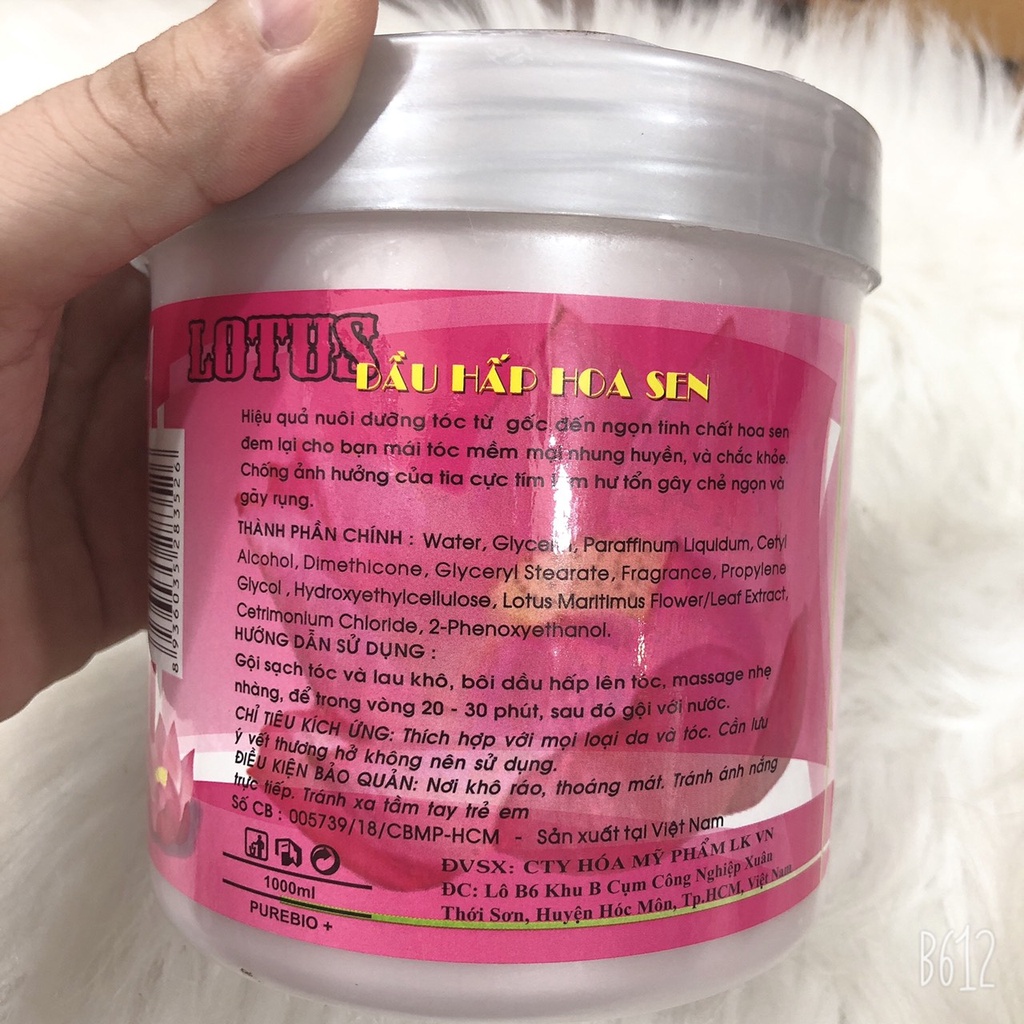 LOTUS
DẦU HẤP HOA SEN
Hiệu quả nuôi dưỡng tóc từ gốc đến ngọn tinh chất hoa sen
đem lại cho bạn mái tóc mềm mại nhung huyền, và chắc khỏe.
Chống ảnh hưởng của tia cực tím làm hư tổn gây chẻ ngọn và
gãy rụng.
THÀNH PHẦN CHÍNH : Water, Glycerin, Paraffinum Liquidum, Cetyl
Alcohol, Dimethicone, Glyceryl Stearate, Fragrance, Propylene
Glycol , Hydroxyethylcellulose, Lotus Maritimus Flower/Leaf Extract,
Cetrimonium Chloride, 2-Phenoxyethanol.
HƯỚNG DẪN SỬ DỤNG :
Gội sạch tóc và lau khô, bôi dầu hấp lên tóc, massage nhẹ
nhàng, để trong vòng 20 - 30 phút, sau đó gội với nước.
CHỈ TIÊU KÍCH ỨNG: Thích hợp với mọi loại da và tóc. Cần lưu
ý vết thương hở không nên sử dụng.
ĐIỀU KIỆN BẢO QUẢN: Nơi khô ráo, thoáng mát. Tránh ánh nắng
trực tiếp. Tránh xa tầm tay trẻ em
Số CB : 005739/18/CBMP-HCM - Sản xuất tại Việt Nam
ĐVSX: CTY HÓA MỸ PHẨM LK VN
ĐC: Lô B6 Khu B Cụm Công Nghiệp Xuân
Thới Sơn, Huyện Hóc Môn, Tp.HCM, Việt Nam
1000ml
PUREBIO +
8 936035 283526
B612